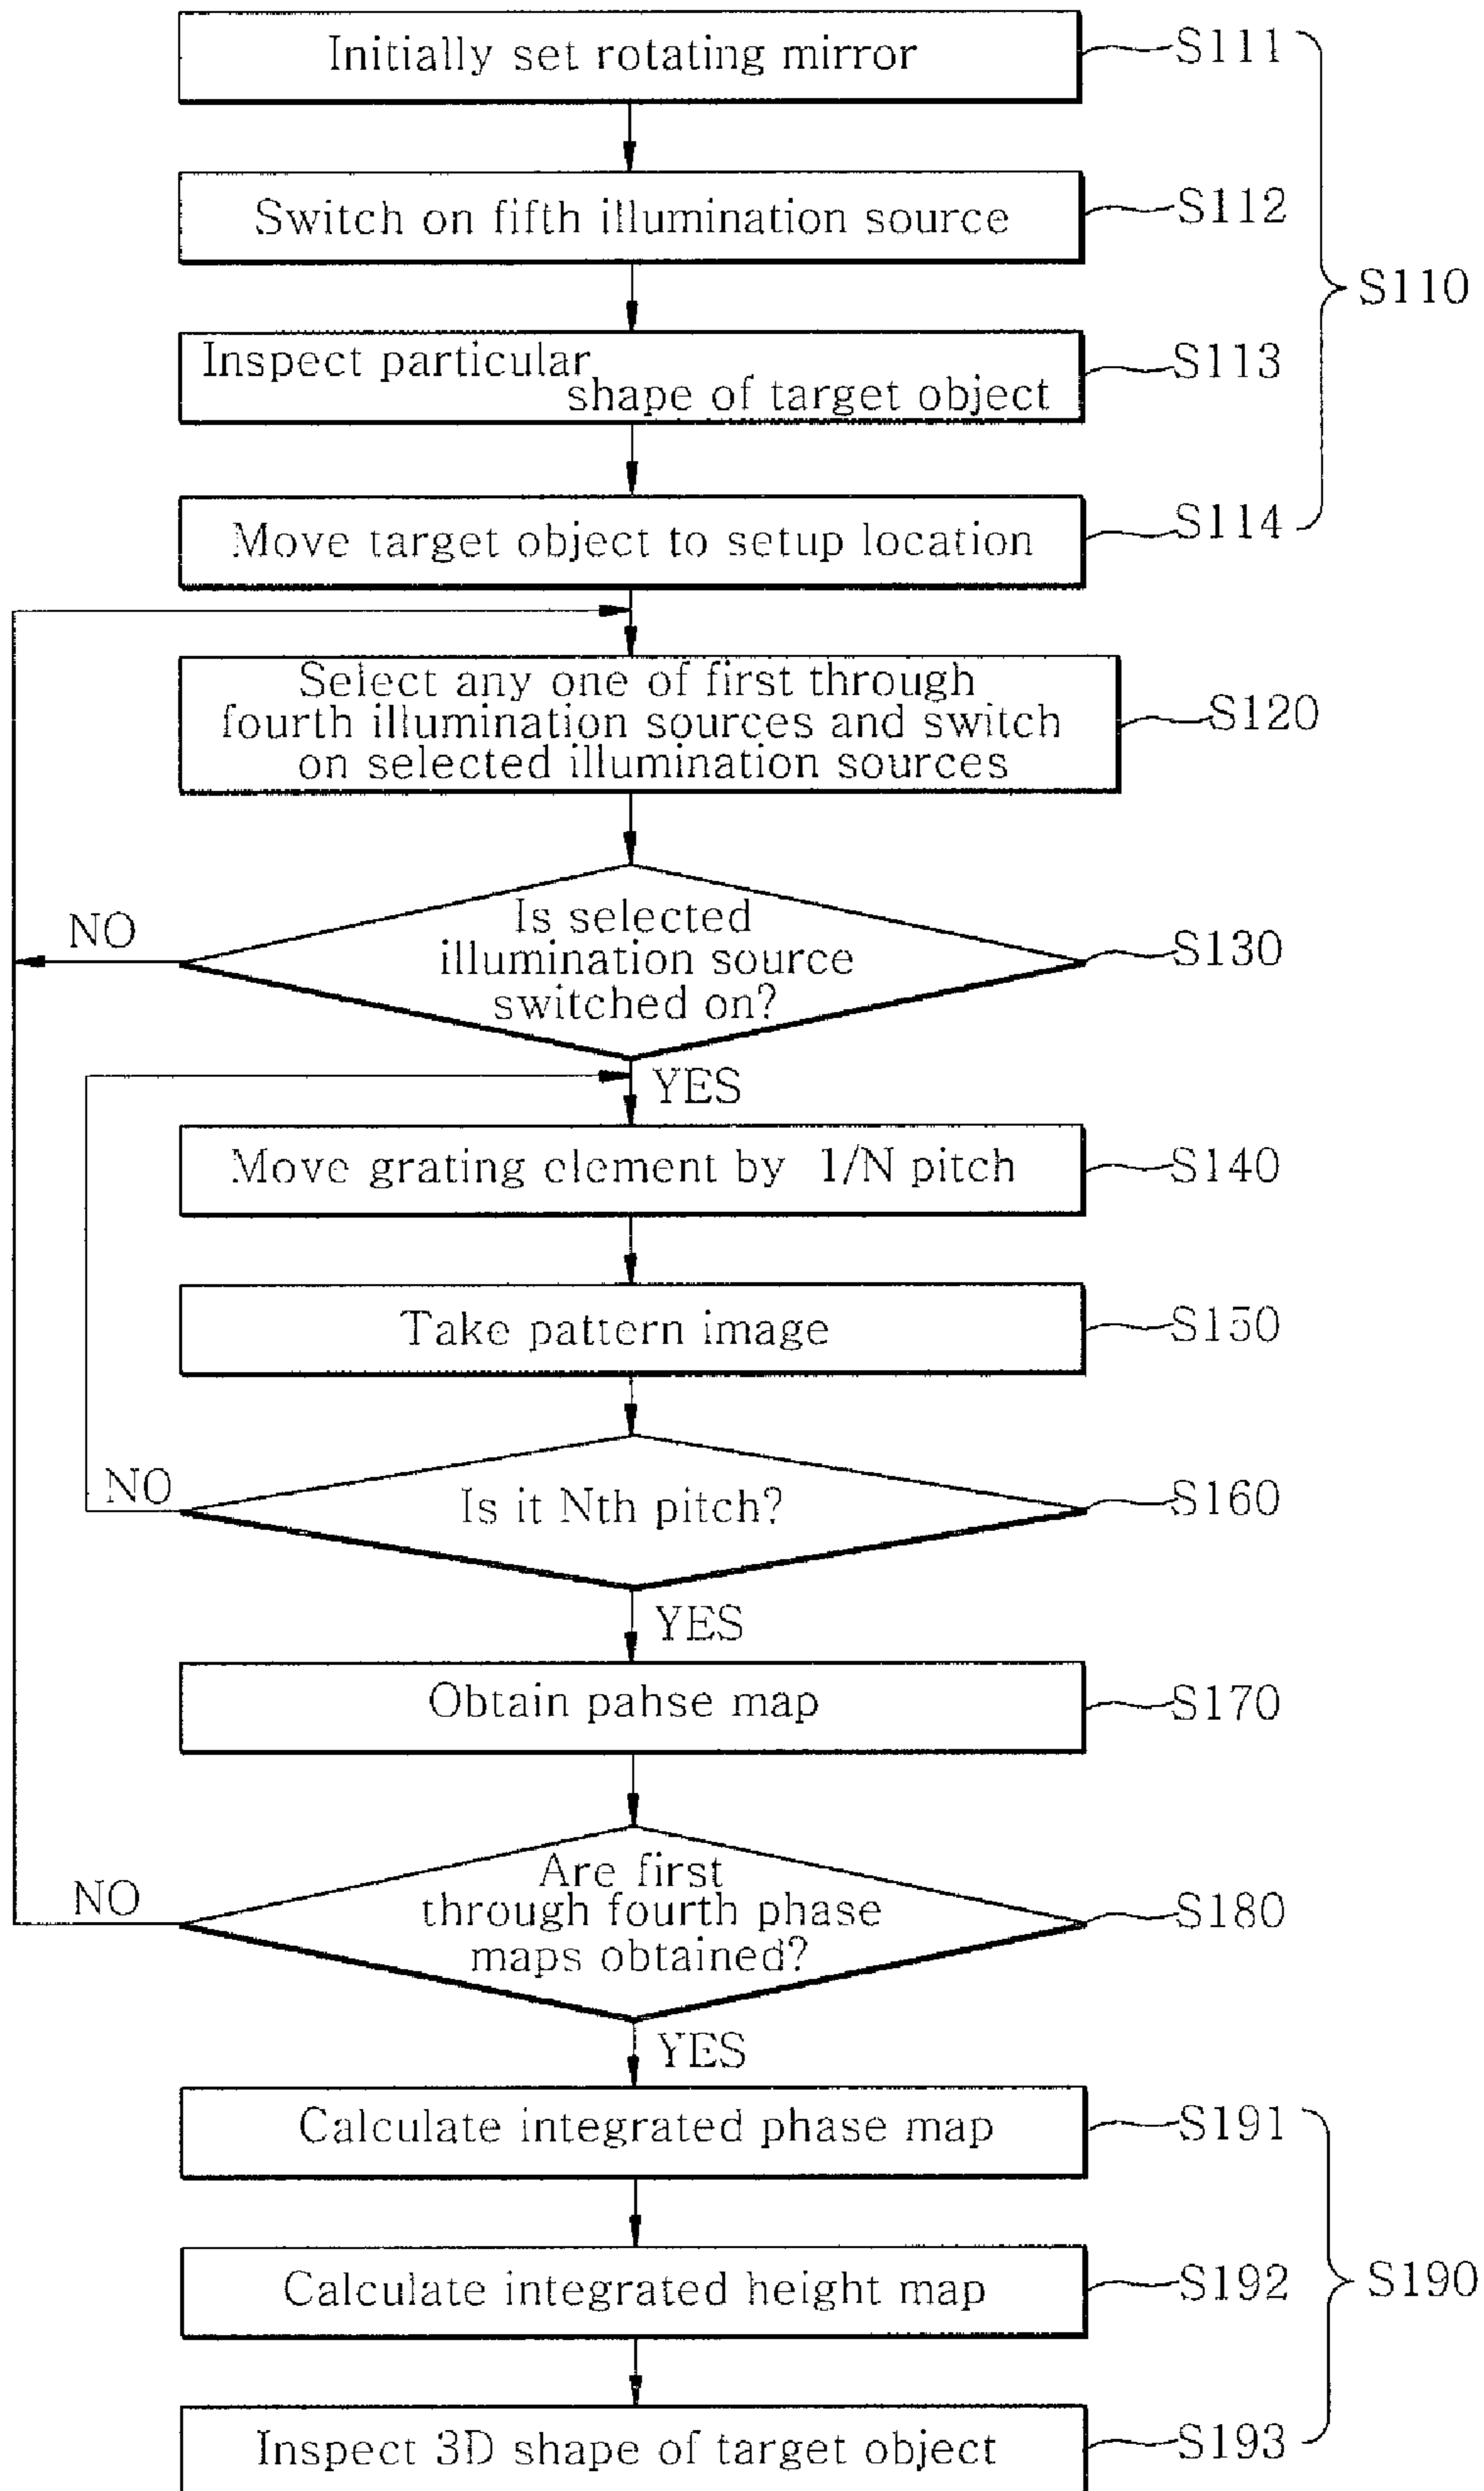 Initially set rotating mirror
S111
Switch on fifth illumination source
S112
S110
Inspect particular
shape of target object
S113
Move target object to setup location
S114
Select any one of first through
fourth illumination sources and switch
on selected illumination sources
S120
Is selected
illumination source
switched on?
S130
NO
YES
Move grating element by 1/N pitch
S140
Take pattern image
S150
Is it Nth pitch?
S160
NO
YES
Obtain pahse map
S170
Are first
through fourth phase
maps obtained?
S180
NO
YES
Calculate integrated phase map
S191
Calculate integrated height map
S192
S190
Inspect 3D shape of target object
S193